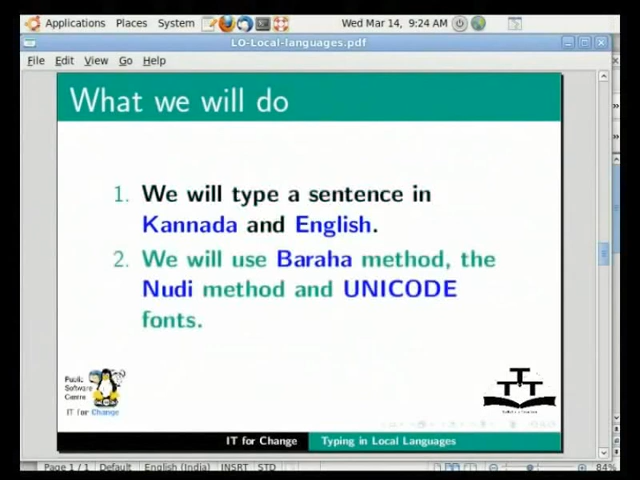 Applications Places System Wed Mar 14, 9:24 AM
LO-Local-languages.pdf
File Edit View Go Help
What we will do
1. We will type a sentence in
Kannada and English.
2. We will use Baraha method, the
Nudi method and UNICODE
fonts.
Public
Software
Centre
IT for Change
IT for Change Typing in Local Languages
Page 1 / 1 Default English (India) INSRT STD 84%